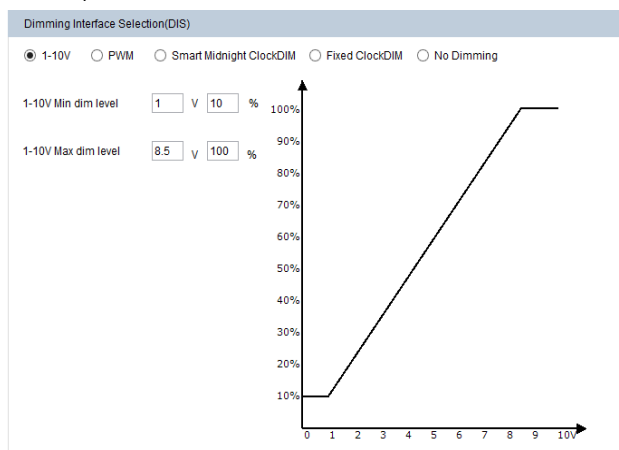 Dimming Interface Selection(DIS)
1-10V PWM Smart Midnight ClockDIM Fixed ClockDIM No Dimming
1-10V Min dim level 1 V 10 %
1-10V Max dim level 8.5 V 100 %
100%
90%
80%
70%
60%
50%
40%
30%
20%
10%
0 1 2 3 4 5 6 7 8 9 10V